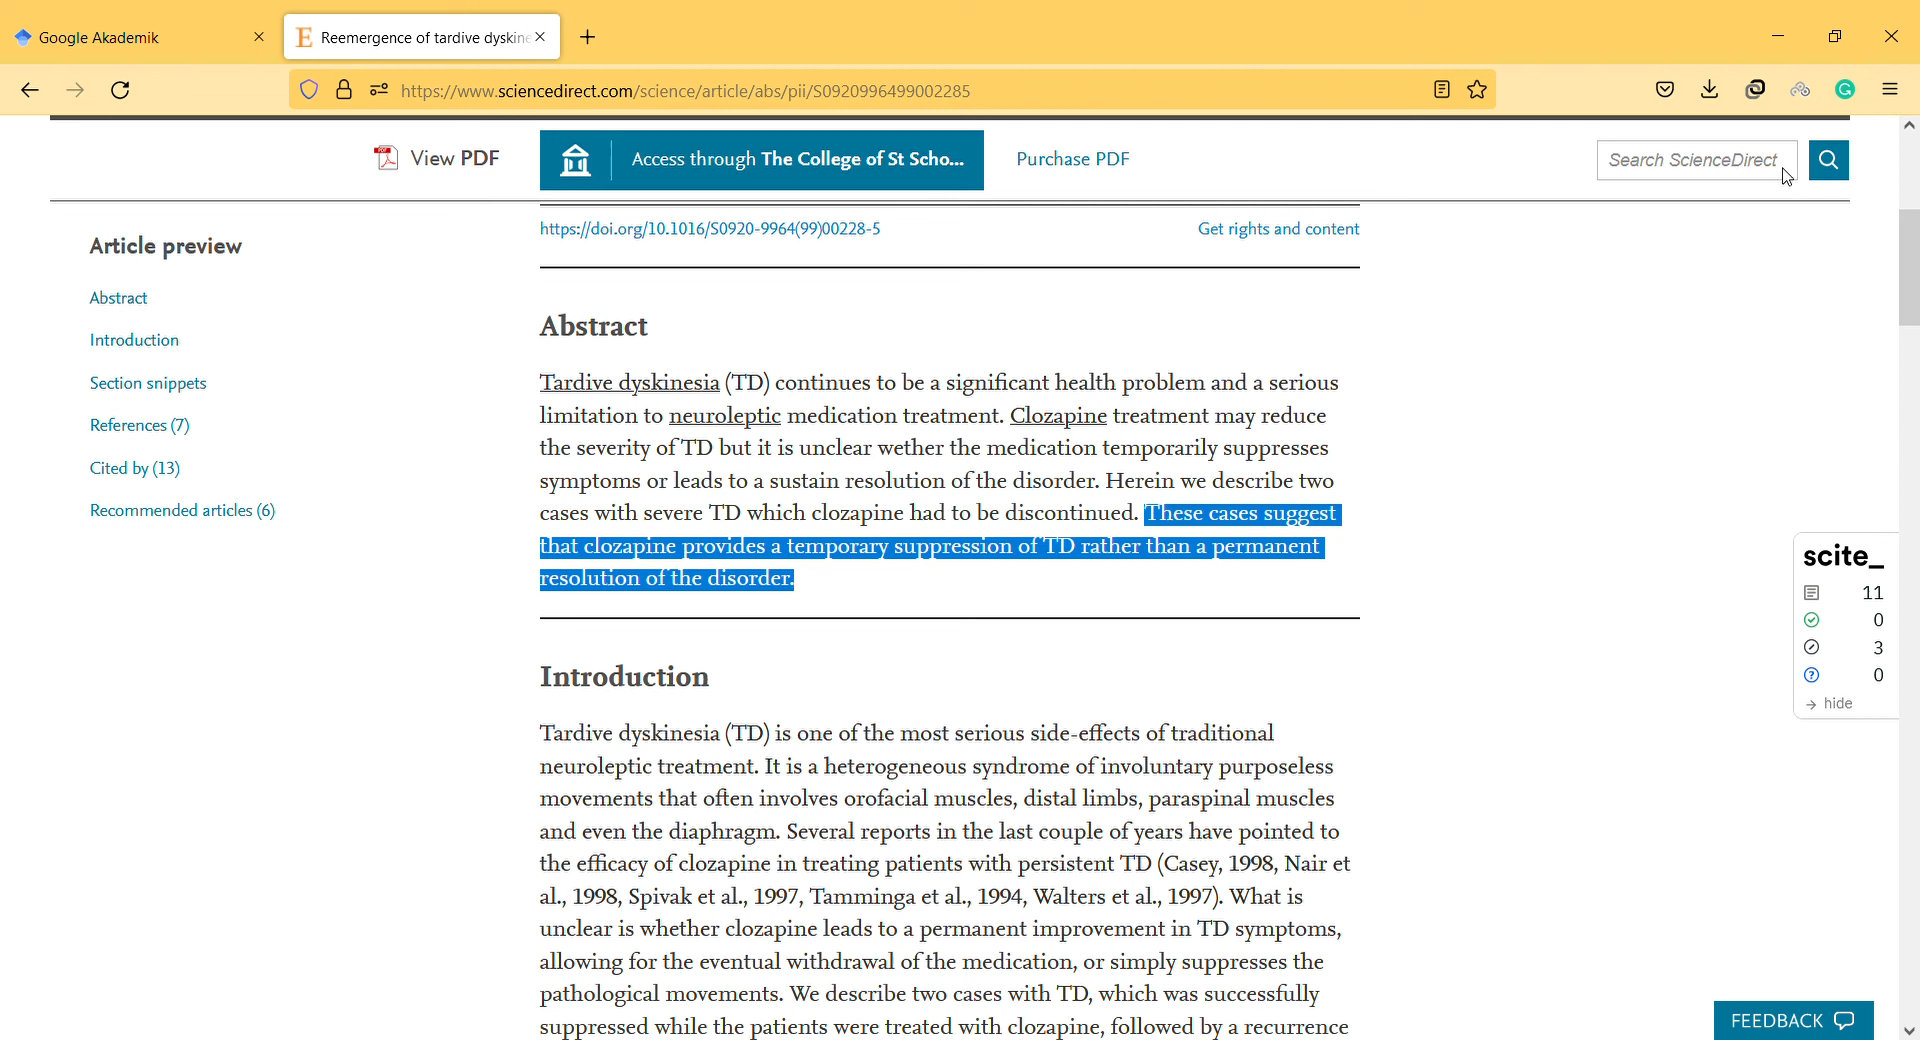 Google Akademik
E Reemergence of tardive dyskine
https://www.sciencedirect.com/science/article/abs/pii/S0920996499002285
View PDF
Access through The College of St Scho...
Purchase PDF
Search ScienceDirect
Article preview
Abstract
Introduction
Section snippets
References (7)
Cited by (13)
Recommended articles (6)
https://doi.org/10.1016/S0920-9964(99)00228-5
Get rights and content
Abstract
Tardive dyskinesia (TD) continues to be a significant health problem and a serious
limitation to neuroleptic medication treatment. Clozapine treatment may reduce
the severity of TD but it is unclear wether the medication temporarily suppresses
symptoms or leads to a sustain resolution of the disorder. Herein we describe two
cases with severe TD which clozapine had to be discontinued. These cases suggest
that clozapine provides a temporary suppression of TD rather than a permanent
resolution of the disorder.
Introduction
Tardive dyskinesia (TD) is one of the most serious side-effects of traditional
neuroleptic treatment. It is a heterogeneous syndrome of involuntary purposeless
movements that often involves orofacial muscles, distal limbs, paraspinal muscles
and even the diaphragm. Several reports in the last couple of years have pointed to
the efficacy of clozapine in treating patients with persistent TD (Casey, 1998, Nair et
al., 1998, Spivak et al., 1997, Tamminga et al., 1994, Walters et al., 1997). What is
unclear is whether clozapine leads to a permanent improvement in TD symptoms,
allowing for the eventual withdrawal of the medication, or simply suppresses the
pathological movements. We describe two cases with TD, which was successfully
suppressed while the patients were treated with clozapine, followed by a recurrence
scite_
11
0
3
0
hide
FEEDBACK